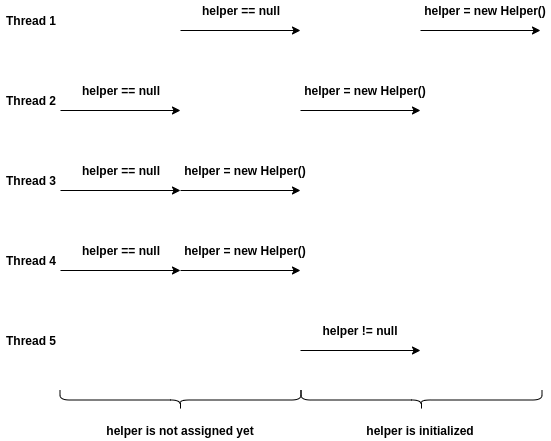 Thread 1
helper == null
helper = new Helper()
Thread 2
helper == null
helper = new Helper()
Thread 3
helper == null
helper = new Helper()
Thread 4
helper == null
helper = new Helper()
Thread 5
helper != null
helper is not assigned yet
helper is initialized